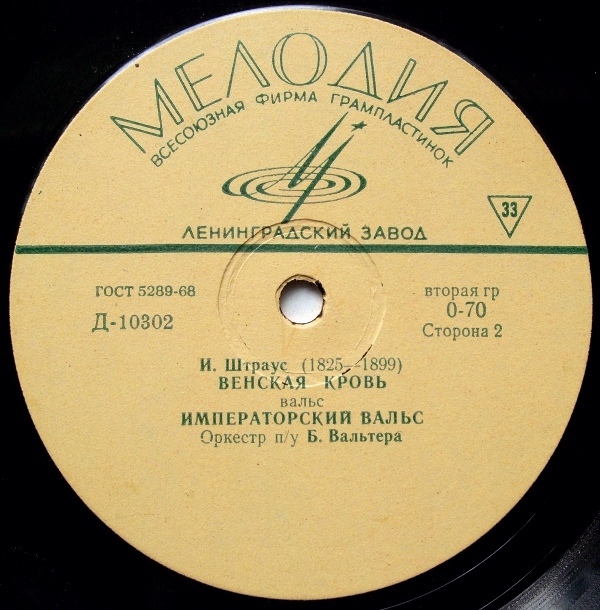 МЕЛОДИЯ
ВСЕСОЮЗНАЯ ФИРМА ГРАМПЛАСТИНОК
ЛЕНИНГРАДСКИЙ ЗАВОД
33
ГОСТ 5289-68
Д-10302
вторая гр
0-70
Сторона 2
И. Штраус (1825—1899)
ВЕНСКАЯ КРОВЬ
вальс
ИМПЕРАТОРСКИЙ ВАЛЬС
Оркестр п/у Б. Вальтера